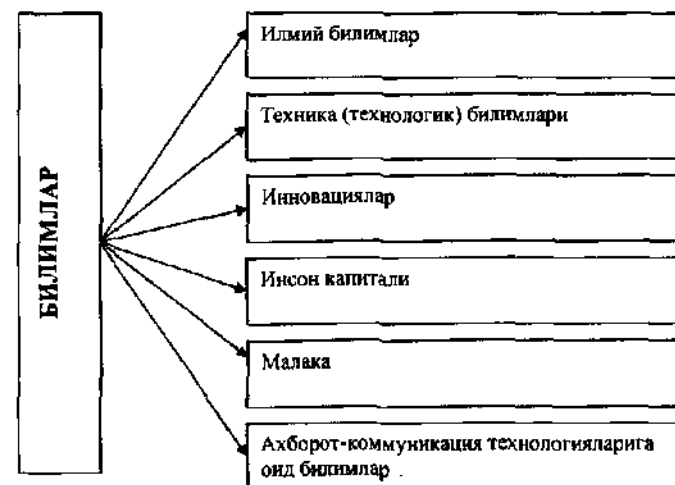 БИЛИМЛАР
Илмий билимлар
Техника (технологик) билимлари
Инновациялар
Инсон капитали
Малака
Ахборот-коммуникация технологияларига
оид билимлар .